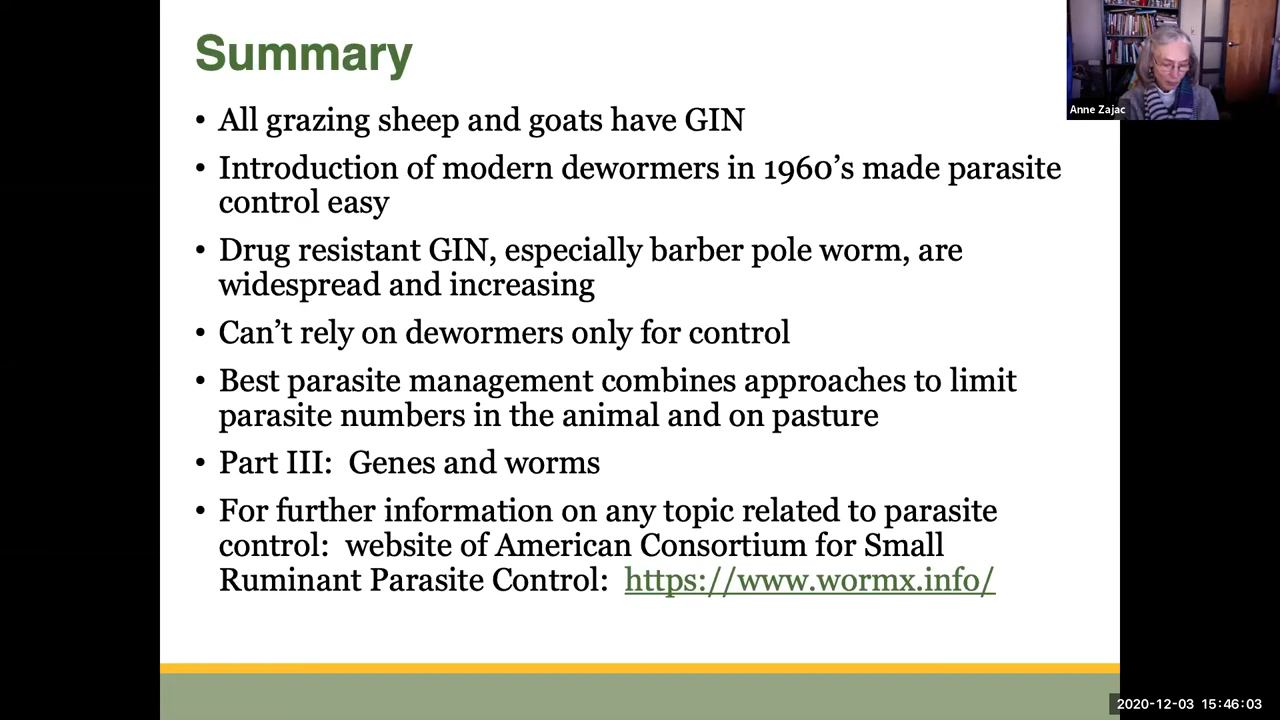 Summary
• All grazing sheep and goats have GIN
• Introduction of modern dewormers in 1960’s made parasite
control easy
• Drug resistant GIN, especially barber pole worm, are
widespread and increasing
• Can’t rely on dewormers only for control
• Best parasite management combines approaches to limit
parasite numbers in the animal and on pasture
• Part III:  Genes and worms
• For further information on any topic related to parasite
control:  website of American Consortium for Small
Ruminant Parasite Control:  https://www.wormx.info/
Anne Zajac
2020-12-03 15:46:03